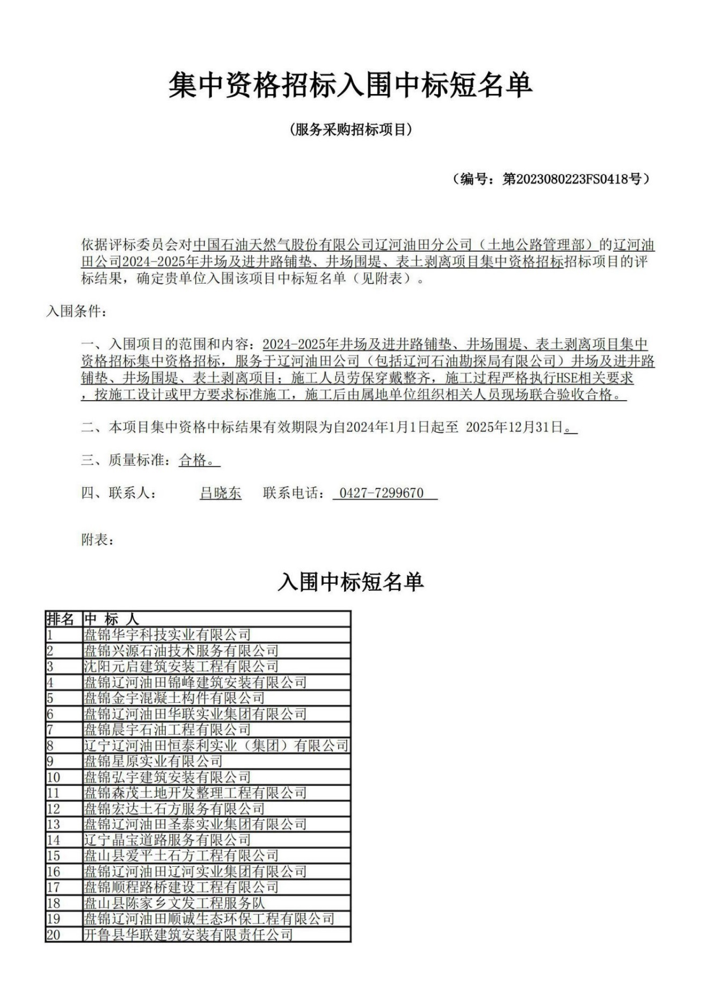 集中资格招标入围中标短名单
(服务采购招标项目)
（编号：第2023080223FS0418号）
依据评标委员会对中国石油天然气股份有限公司辽河油田分公司（土地公路管理部）的辽河油
田公司2024-2025年井场及进井路铺垫、井场围堤、表土剥离项目集中资格招标招标项目的评
标结果，确定贵单位入围该项目中标短名单（见附表）。
入围条件：
一、入围项目的范围和内容：2024-2025年井场及进井路铺垫、井场围堤、表土剥离项目集中
资格招标集中资格招标，服务于辽河油田公司（包括辽河石油勘探局有限公司）井场及进井路
铺垫、井场围堤、表土剥离项目；施工人员劳保穿戴整齐，施工过程严格执行HSE相关要求
，按施工设计或甲方要求标准施工，施工后由属地单位组织相关人员现场联合验收合格。
二、本项目集中资格中标结果有效期限为自2024年1月1日起至 2025年12月31日。
三、质量标准：合格。
四、联系人： 吕晓东 联系电话： 0427-7299670
附表：
入围中标短名单
排名 中 标 人
1 盘锦华宇科技实业有限公司
2 盘锦兴源石油技术服务有限公司
3 沈阳元启建筑安装工程有限公司
4 盘锦辽河油田锦峰建筑安装有限公司
5 盘锦金宇混凝土构件有限公司
6 盘锦辽河油田华联实业集团有限公司
7 盘锦晨宇石油工程有限公司
8 辽宁辽河油田恒泰利实业（集团）有限公司
9 盘锦星原实业有限公司
10 盘锦弘宇建筑安装有限公司
11 盘锦森茂土地开发整理工程有限公司
12 盘锦宏达土石方服务有限公司
13 盘锦辽河油田圣泰实业集团有限公司
14 辽宁晶宝道路服务有限公司
15 盘山县爱平土石方工程有限公司
16 盘锦辽河油田辽河实业集团有限公司
17 盘锦顺程路桥建设工程有限公司
18 盘山县陈家乡文发工程服务队
19 盘锦辽河油田顺诚生态环保工程有限公司
20 开鲁县华联建筑安装有限责任公司